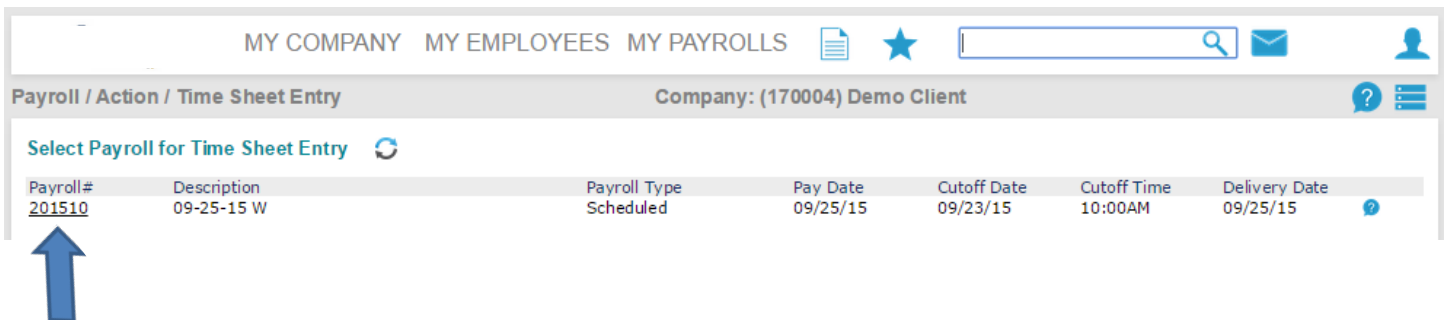 MY COMPANY MY EMPLOYEES MY PAYROLLS
Payroll / Action / Time Sheet Entry Company: (170004) Demo Client
Select Payroll for Time Sheet Entry
Payroll# Description Payroll Type Pay Date Cutoff Date Cutoff Time Delivery Date
201510 09-25-15 W Scheduled 09/25/15 09/23/15 10:00AM 09/25/15